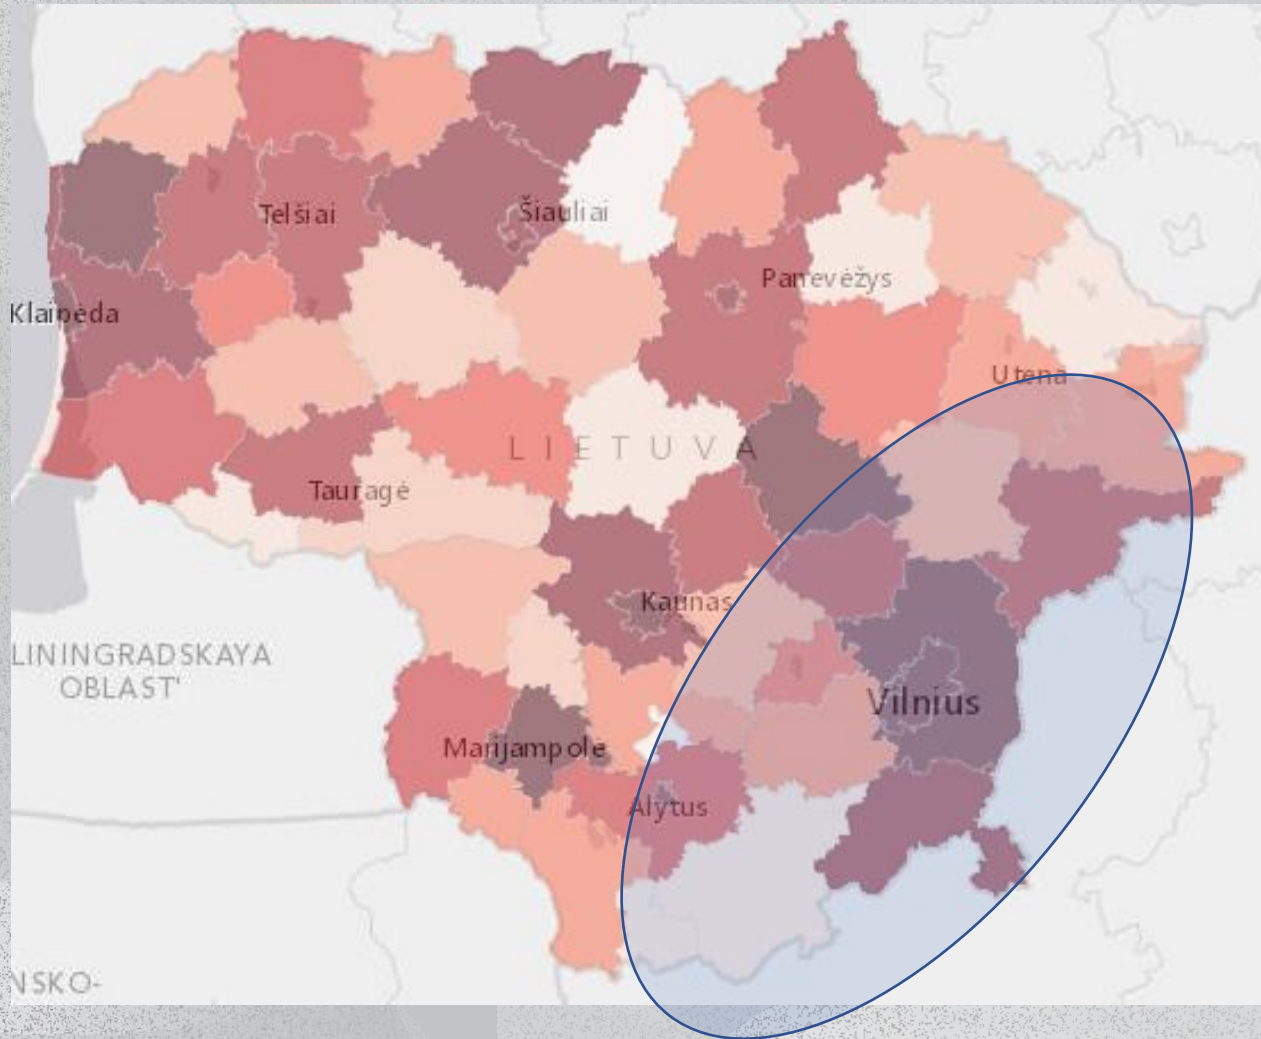 Telšiai
Šiauliai
Panevėžys
Klaipėda
Utena
LIETUVA
Tauragė
Kaunas
LININGRADSKAYA
OBLAST'
Vilnius
Marijampolė
Alytus
NSKO-